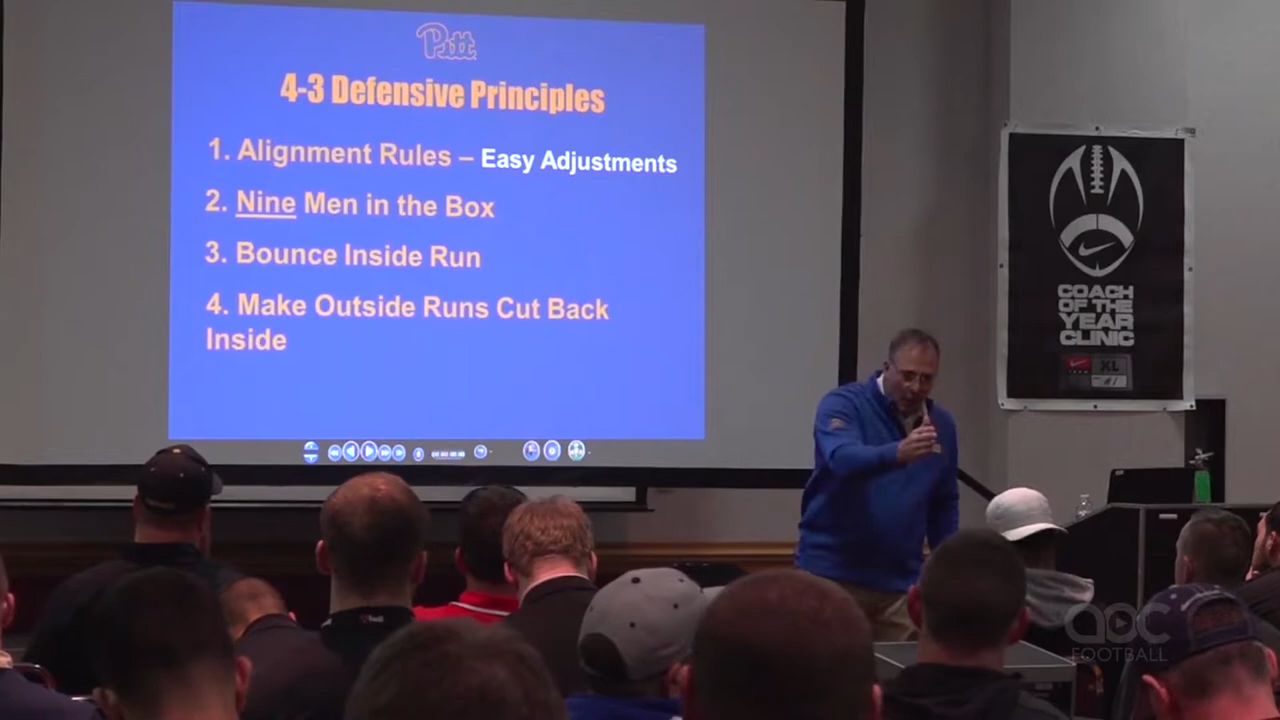 Pitt
4-3 Defensive Principles
1. Alignment Rules – Easy Adjustments
2. Nine Men in the Box
3. Bounce Inside Run
4. Make Outside Runs Cut Back
Inside
COACH
OF THE
YEAR
CLINIC
XL
aoc
FOOTBALL